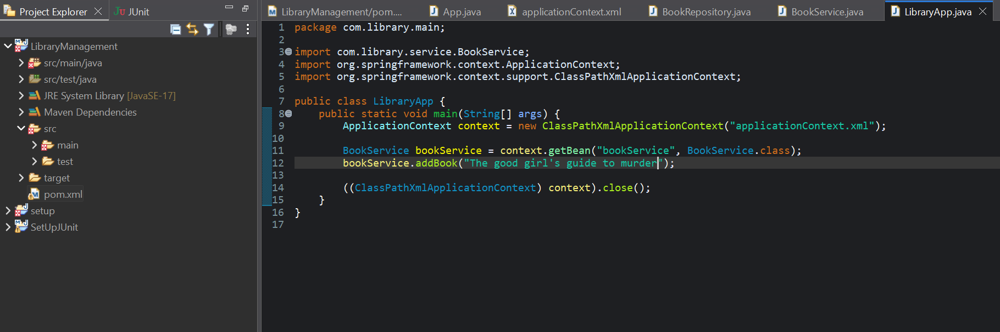 Project Explorer
JUnit
LibraryManagement
src/main/java
src/test/java
JRE System Library [JavaSE-17]
Maven Dependencies
src
main
test
target
pom.xml
setup
SetUpJUnit
LibraryManagement/pom....
App.java
applicationContext.xml
BookRepository.java
BookService.java
LibraryApp.java
1 package com.library.main;
2
3 import com.library.service.BookService;
4 import org.springframework.context.ApplicationContext;
5 import org.springframework.context.support.ClassPathXmlApplicationContext;
6
7 public class LibraryApp {
8 public static void main(String[] args) {
9 ApplicationContext context = new ClassPathXmlApplicationContext("applicationContext.xml");
10
11 BookService bookService = context.getBean("bookService", BookService.class);
12 bookService.addBook("The good girl's guide to murder");
13
14 ((ClassPathXmlApplicationContext) context).close();
15 }
16 }
17